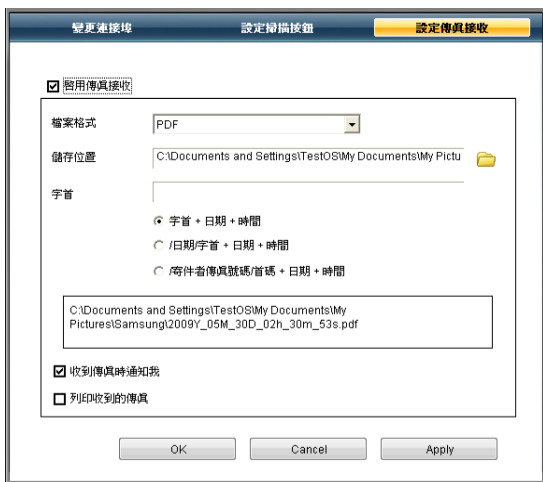 變更連接埠 設定掃描按鈕 設定傳真接收
啓用傳真接收
檔案格式 PDF
儲存位置 C:\Documents and Settings\TestOS\My Documents\My Pictu
字首
字首 + 日期 + 時間
/日期/字首 + 日期 + 時間
/寄件者傳真號碼/首碼 + 日期 + 時間
C:\Documents and Settings\TestOS\My Documents\My
Pictures\Samsung\2009Y_05M_30D_02h_30m_53s.pdf
收到傳真時通知我
列印收到的傳真
OK Cancel Apply